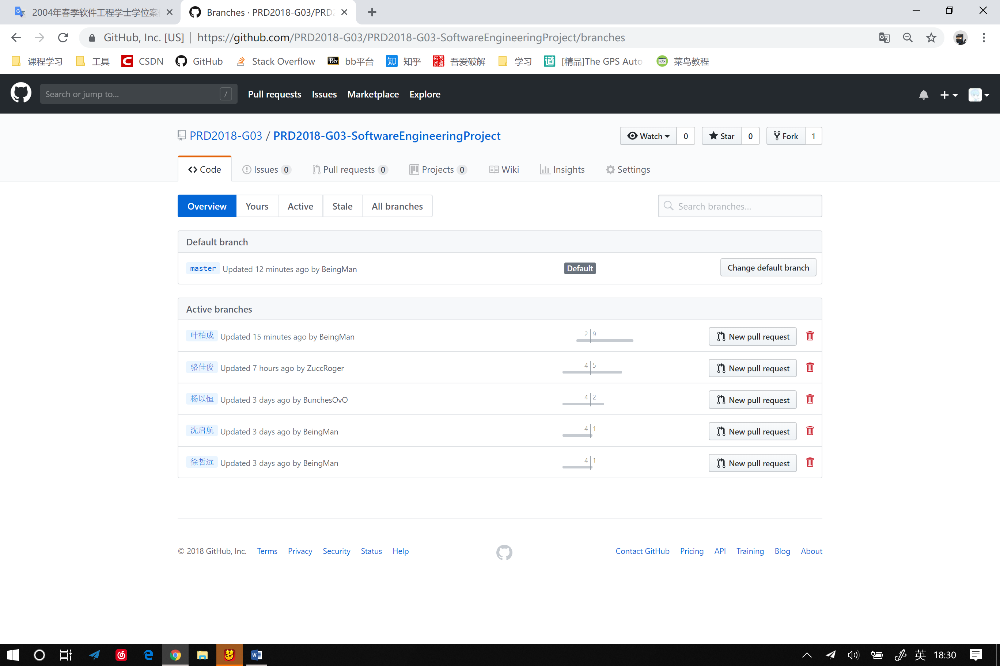 2004年春季软件工程学士学位案
Branches · PRD2018-G03/PRD2
GitHub, Inc. [US] https://github.com/PRD2018-G03/PRD2018-G03-SoftwareEngineeringProject/branches
课程学习 工具 CSDN GitHub Stack Overflow bb平台 知乎 吾爱破解 学习 [精品]The GPS Auto 菜鸟教程
Search or jump to... / Pull requests Issues Marketplace Explore
PRD2018-G03 / PRD2018-G03-SoftwareEngineeringProject Watch 0 Star 0 Fork 1
Code Issues 0 Pull requests 0 Projects 0 Wiki Insights Settings
Overview Yours Active Stale All branches Search branches...
Default branch
master Updated 12 minutes ago by BeingMan Default Change default branch
Active branches
叶柏成 Updated 15 minutes ago by BeingMan 2 9 New pull request
骆佳俊 Updated 7 hours ago by ZuccRoger 4 5 New pull request
杨以恒 Updated 3 days ago by BunchesOvO 4 2 New pull request
沈启航 Updated 3 days ago by BeingMan 4 1 New pull request
徐哲远 Updated 3 days ago by BeingMan 4 1 New pull request
© 2018 GitHub, Inc. Terms Privacy Security Status Help Contact GitHub Pricing API Training Blog About
英 18:30